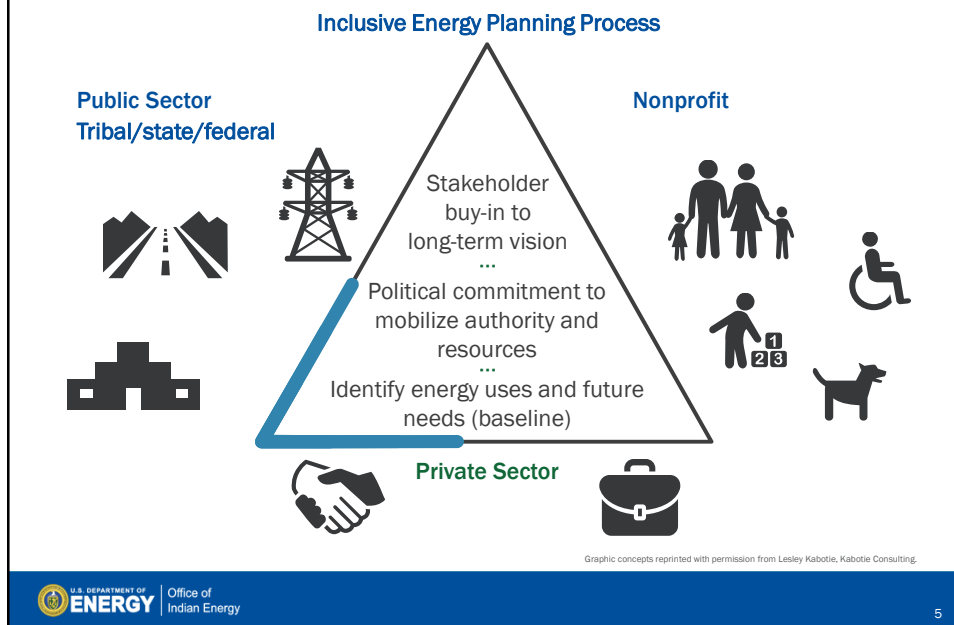 Inclusive Energy Planning Process
Public Sector
Tribal/state/federal
Nonprofit
Stakeholder
buy-in to
long-term vision
...
Political commitment to
mobilize authority and
resources
...
Identify energy uses and future
needs (baseline)
1
2 3
Private Sector
Graphic concepts reprinted with permission from Lesley Kabotie, Kabotie Consulting.
U.S. DEPARTMENT OF
ENERGY
Office of
Indian Energy
5